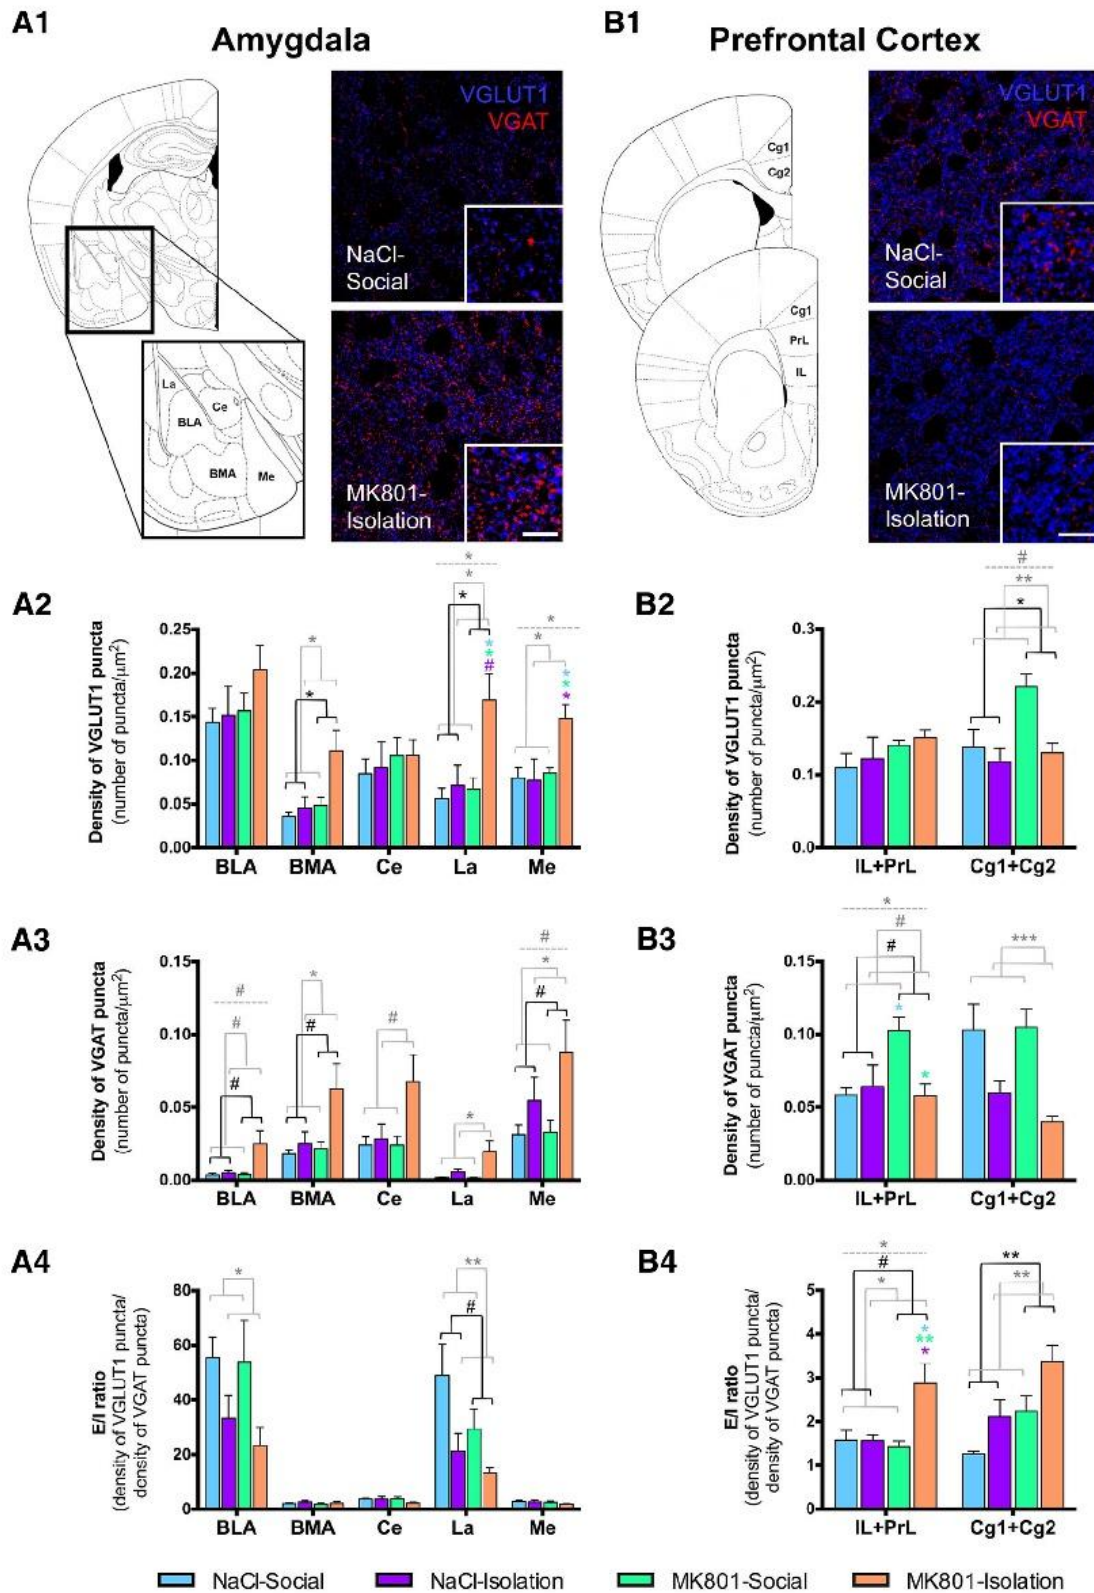 A1
Amygdala
VGLUT1
VGAT
NaCl-
Social
La
Ce
BLA
BMA
Me
MK801-
Isolation
B1
Prefrontal Cortex
Cg1
Cg2
VGLUT1
VGAT
NaCl-
Social
Cg1
PrL
IL
MK801-
Isolation
A2
Density of VGLUT1 puncta
(number of puncta/μm2)
0.25
0.20
0.15
0.10
0.05
0.00
* * * *
* * * * * # * * * * *
BLA BMA Ce La Me
B2
Density of VGLUT1 puncta
(number of puncta/μm2)
0.3
0.2
0.1
0.0
#
**
*
IL+PrL Cg1+Cg2
A3
Density of VGAT puncta
(number of puncta/μm2)
0.15
0.10
0.05
0.00
# # # * # # * # * #
BLA BMA Ce La Me
B3
Density of VGAT puncta
(number of puncta/μm2)
0.15
0.10
0.05
0.00
*
#
#
* *
***
IL+PrL Cg1+Cg2
A4
E/I ratio
(density of VGLUT1 puncta/
density of VGAT puncta)
80
60
40
20
0
* ** #
BLA BMA Ce La Me
B4
E/I ratio
(density of VGLUT1 puncta/
density of VGAT puncta)
5
4
3
2
1
0
*
#
*
*
**
*
**
**
IL+PrL Cg1+Cg2
NaCl-Social NaCl-Isolation MK801-Social MK801-Isolation